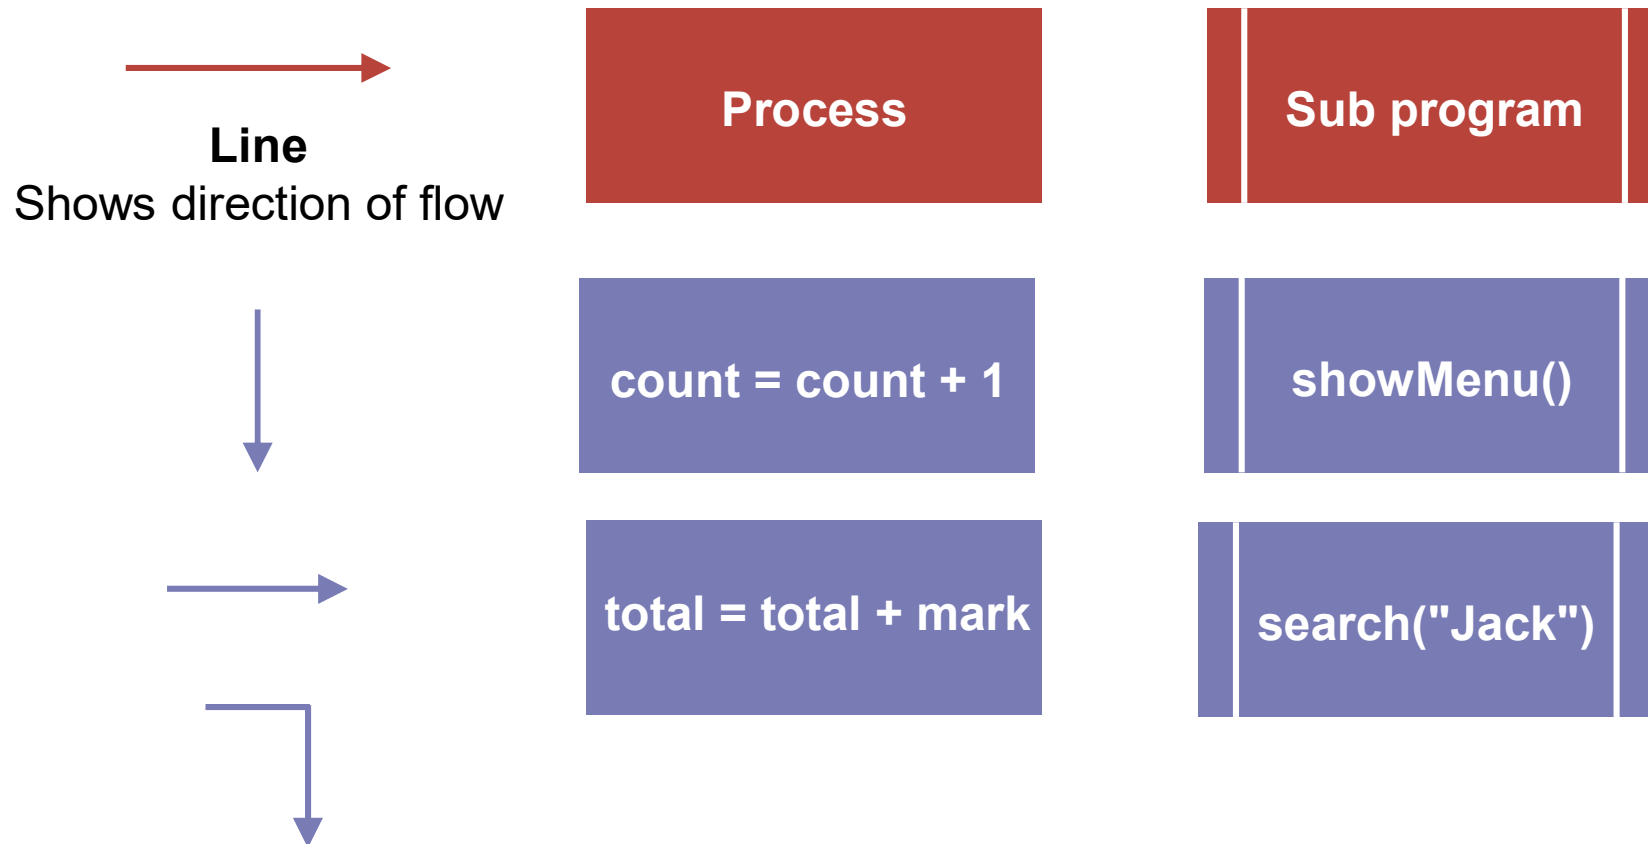 Line
Shows direction of flow
Process
Sub program
count = count + 1
showMenu()
total = total + mark
search("Jack")